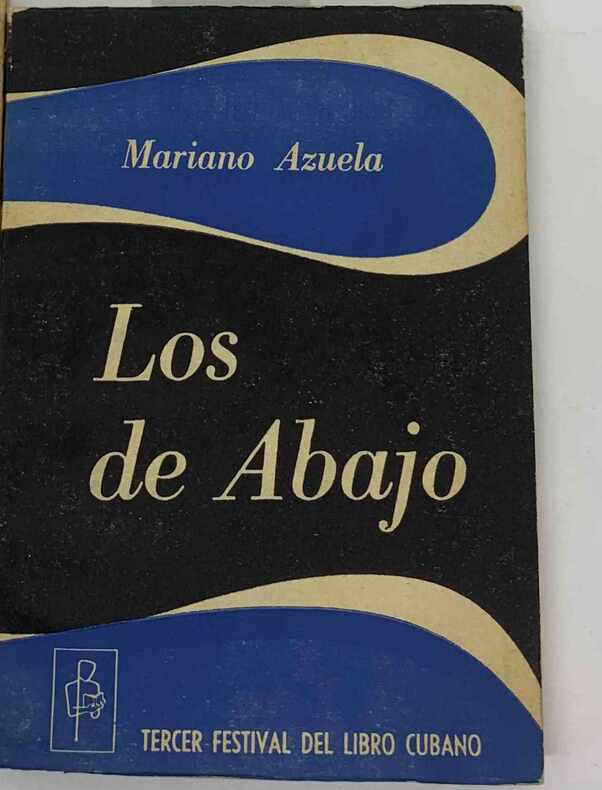 Mariano Azuela
Los
de Abajo
TERCER FESTIVAL DEL LIBRO CUBANO